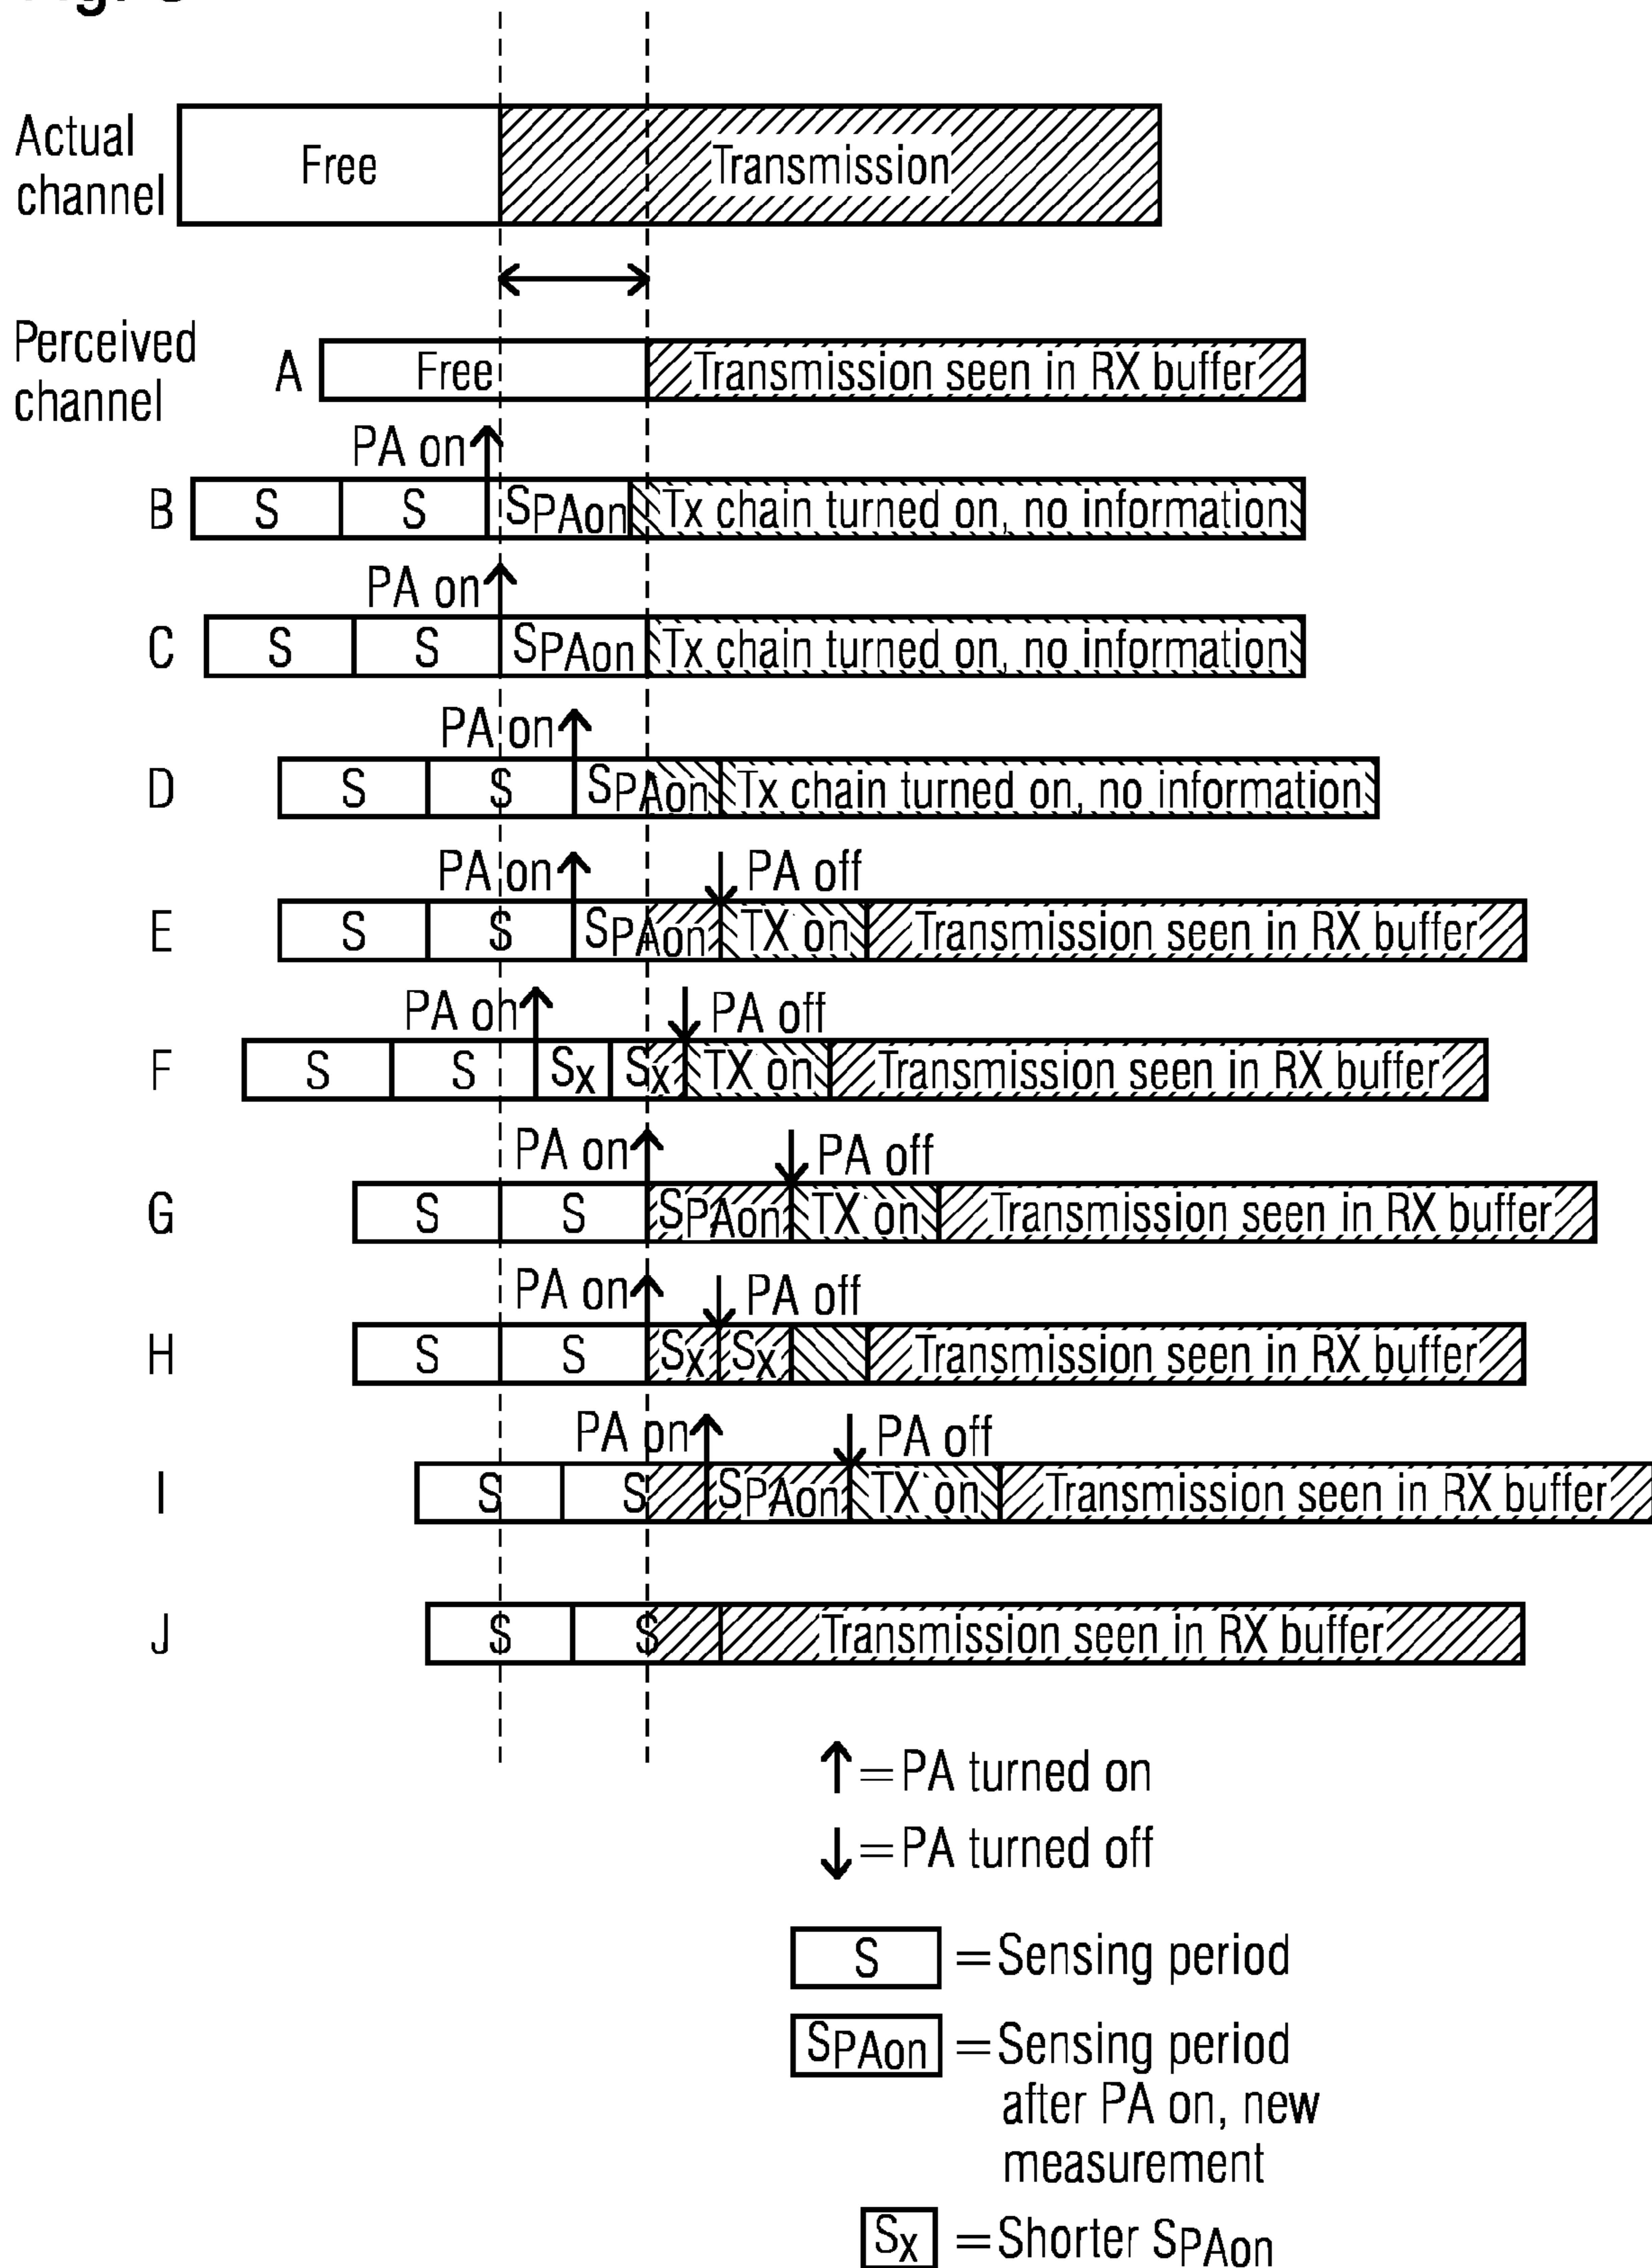 Actual
channel
Free
Transmission
Perceived
channel
A
Free
Transmission seen in RX buffer
PA on
B
S
S
SPAon
Tx chain turned on, no information
PA on
C
S
S
SPAon
Tx chain turned on, no information
PA on
D
S
S
SPAon
Tx chain turned on, no information
PA on
PA off
E
S
S
SPAon
TX on
Transmission seen in RX buffer
PA on
PA off
F
S
S
Sx
Sx
TX on
Transmission seen in RX buffer
PA on
PA off
G
S
S
SPAon
TX on
Transmission seen in RX buffer
PA on
PA off
H
S
S
Sx
Sx
Transmission seen in RX buffer
PA on
PA off
I
S
S
SPAon
TX on
Transmission seen in RX buffer
J
S
S
Transmission seen in RX buffer
↑ = PA turned on
↓ = PA turned off
S = Sensing period
SPAon = Sensing period
after PA on, new
measurement
Sx = Shorter SPAon